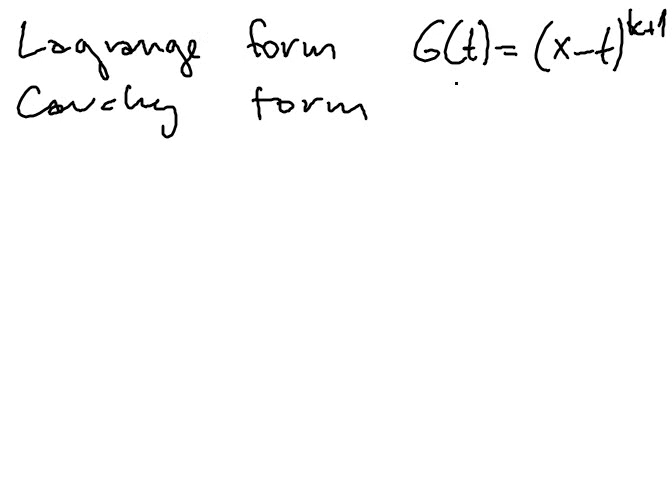 Lagrange form G(t) = (x-t)^{k+1}
Cauchy form